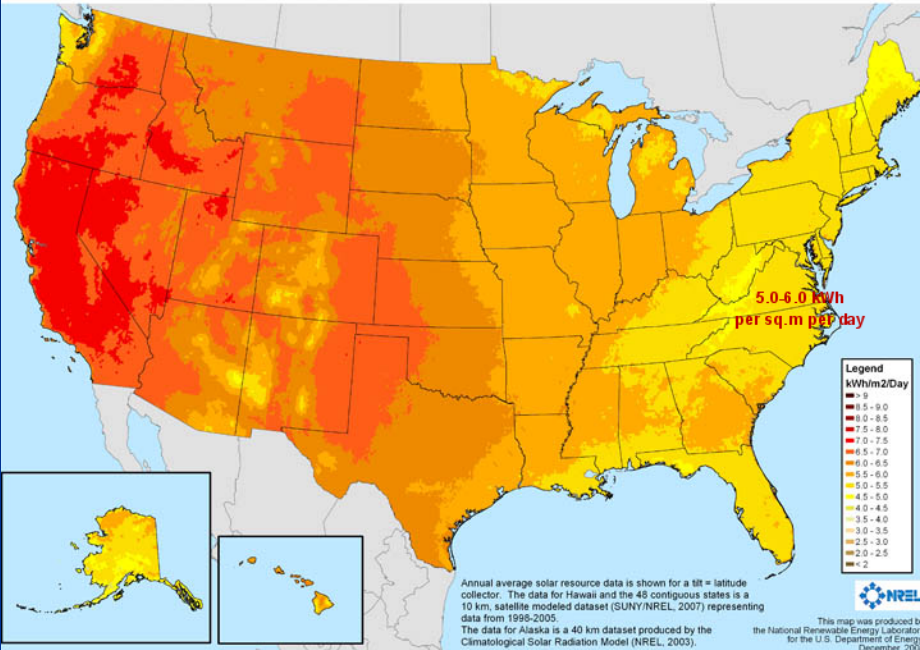 5.0-6.0 kWh
per sq.m per day
Legend
kWh/m2/Day
> 9
8.5 - 9.0
8.0 - 8.5
7.5 - 8.0
7.0 - 7.5
6.5 - 7.0
6.0 - 6.5
5.5 - 6.0
5.0 - 5.5
4.5 - 5.0
4.0 - 4.5
3.5 - 4.0
3.0 - 3.5
2.5 - 3.0
2.0 - 2.5
< 2
Annual average solar resource data is shown for a tilt = latitude
collector. The data for Hawaii and the 48 contiguous states is a
10 km, satellite modeled dataset (SUNY/NREL, 2007) representing
data from 1998-2005.
The data for Alaska is a 40 km dataset produced by the
Climatological Solar Radiation Model (NREL, 2003).
NREL
This map was produced b
the National Renewable Energy Laborator
for the U.S. Department of Energy
December, 200